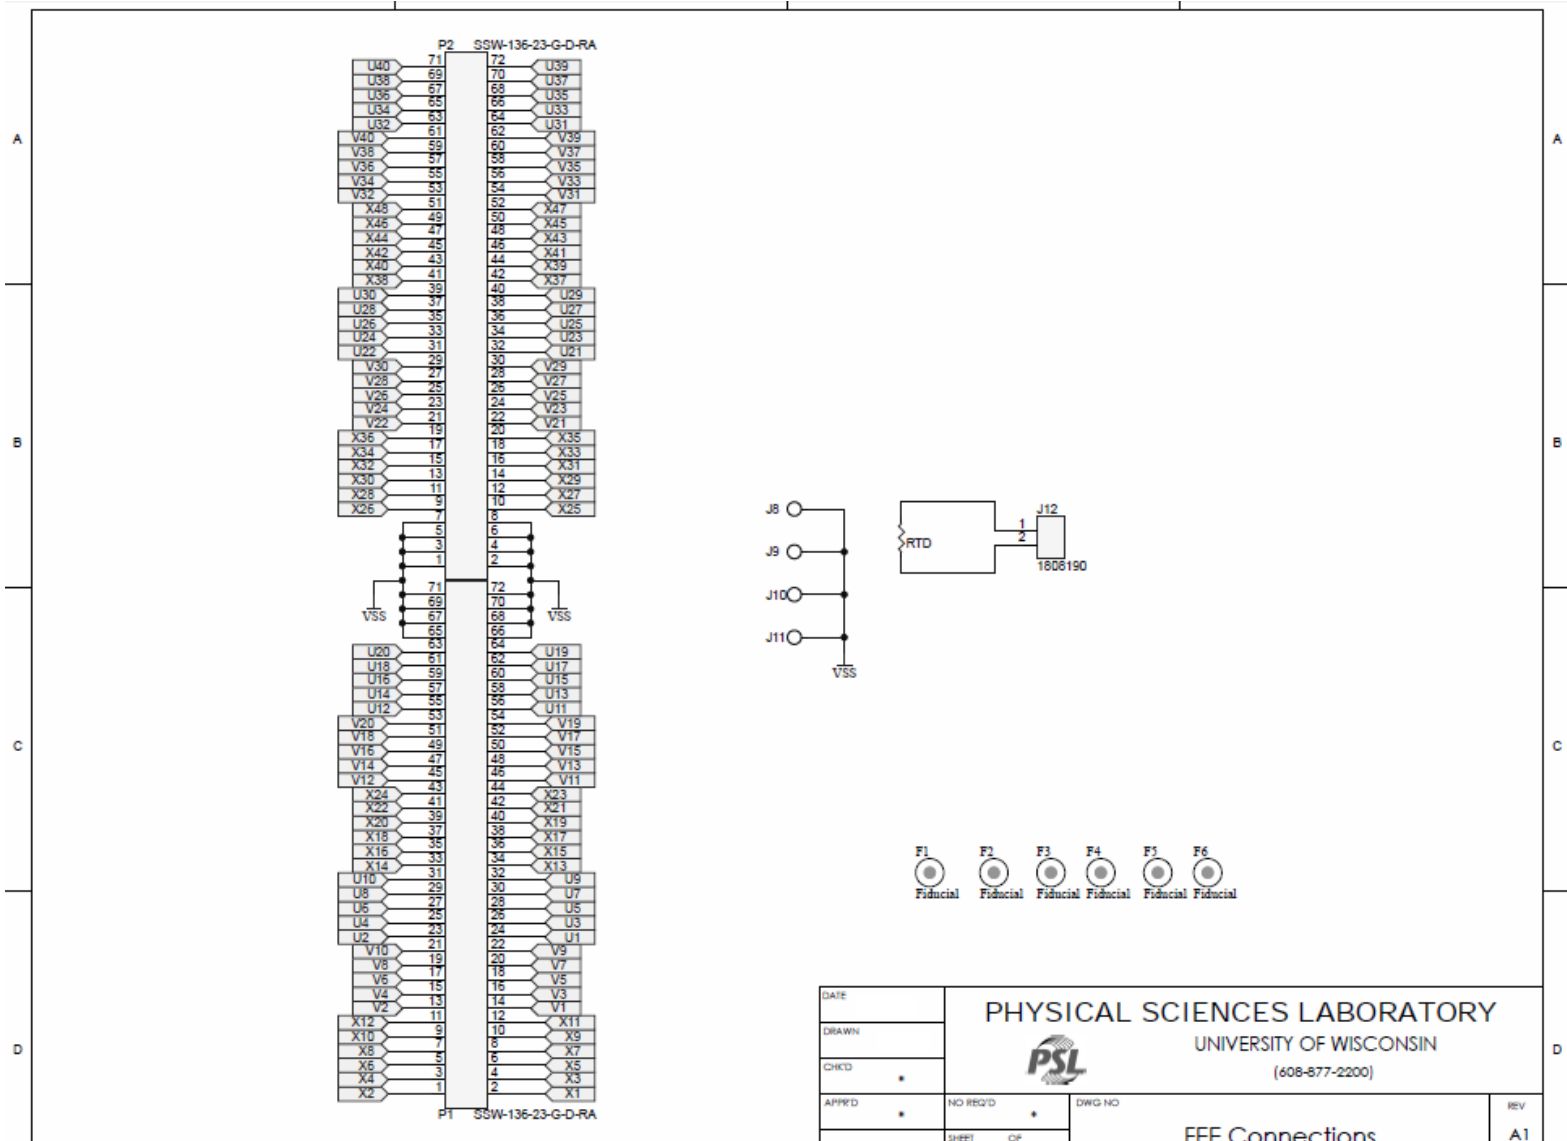 P2 SSW-136-23-G-D-RA
U40 71 72 U39
U38 69 70 U37
U36 67 68 U35
U34 65 66 U33
U32 63 64 U31
V40 61 62 V39
V38 59 60 V37
V36 57 58 V35
V34 55 56 V33
V32 53 54 V31
X48 51 52 X47
X46 49 50 X45
X44 47 48 X43
X42 45 46 X41
X40 43 44 X39
X38 41 42 X37
U30 39 40 U29
U28 37 38 U27
U26 35 36 U25
U24 33 34 U23
U22 31 32 U21
V30 29 30 V29
V28 27 28 V27
V26 25 26 V25
V24 23 24 V23
V22 21 22 V21
X36 19 20 X35
X34 17 18 X33
X32 15 16 X31
X30 13 14 X29
X28 11 12 X27
X26 9 10 X25
7 8
5 6
3 4
1 2
71 72
69 70
VSS 67 68 VSS
65 66
U20 63 64 U19
U18 61 62 U17
U16 59 60 U15
U14 57 58 U13
U12 55 56 U11
V20 53 54 V19
V18 51 52 V17
V16 49 50 V15
V14 47 48 V13
V12 45 46 V11
X24 43 44 X23
X22 41 42 X21
X20 39 40 X19
X18 37 38 X17
X16 35 36 X15
X14 33 34 X13
U10 31 32 U9
U8 29 30 U7
U6 27 28 U5
U4 25 26 U3
U2 23 24 U1
V10 21 22 V9
V8 19 20 V7
V6 17 18 V5
V4 15 16 V3
V2 13 14 V1
X12 11 12 X11
X10 9 10 X9
X8 7 8 X7
X6 5 6 X5
X4 3 4 X3
X2 1 2 X1
P1 SSW-136-23-G-D-RA
J8
J9
J10
J11
VSS
RTD
J12
1
2
1808190
F1 F2 F3 F4 F5 F6
Fiducial Fiducial Fiducial Fiducial Fiducial Fiducial
A A
B B
C C
D D
DATE
DRAWN
CHK'D *
APPR'D *
PHYSICAL SCIENCES LABORATORY
PSL
UNIVERSITY OF WISCONSIN
(608-877-2200)
NO REQ'D *
DWG NO
REV
A1
SHEET OF